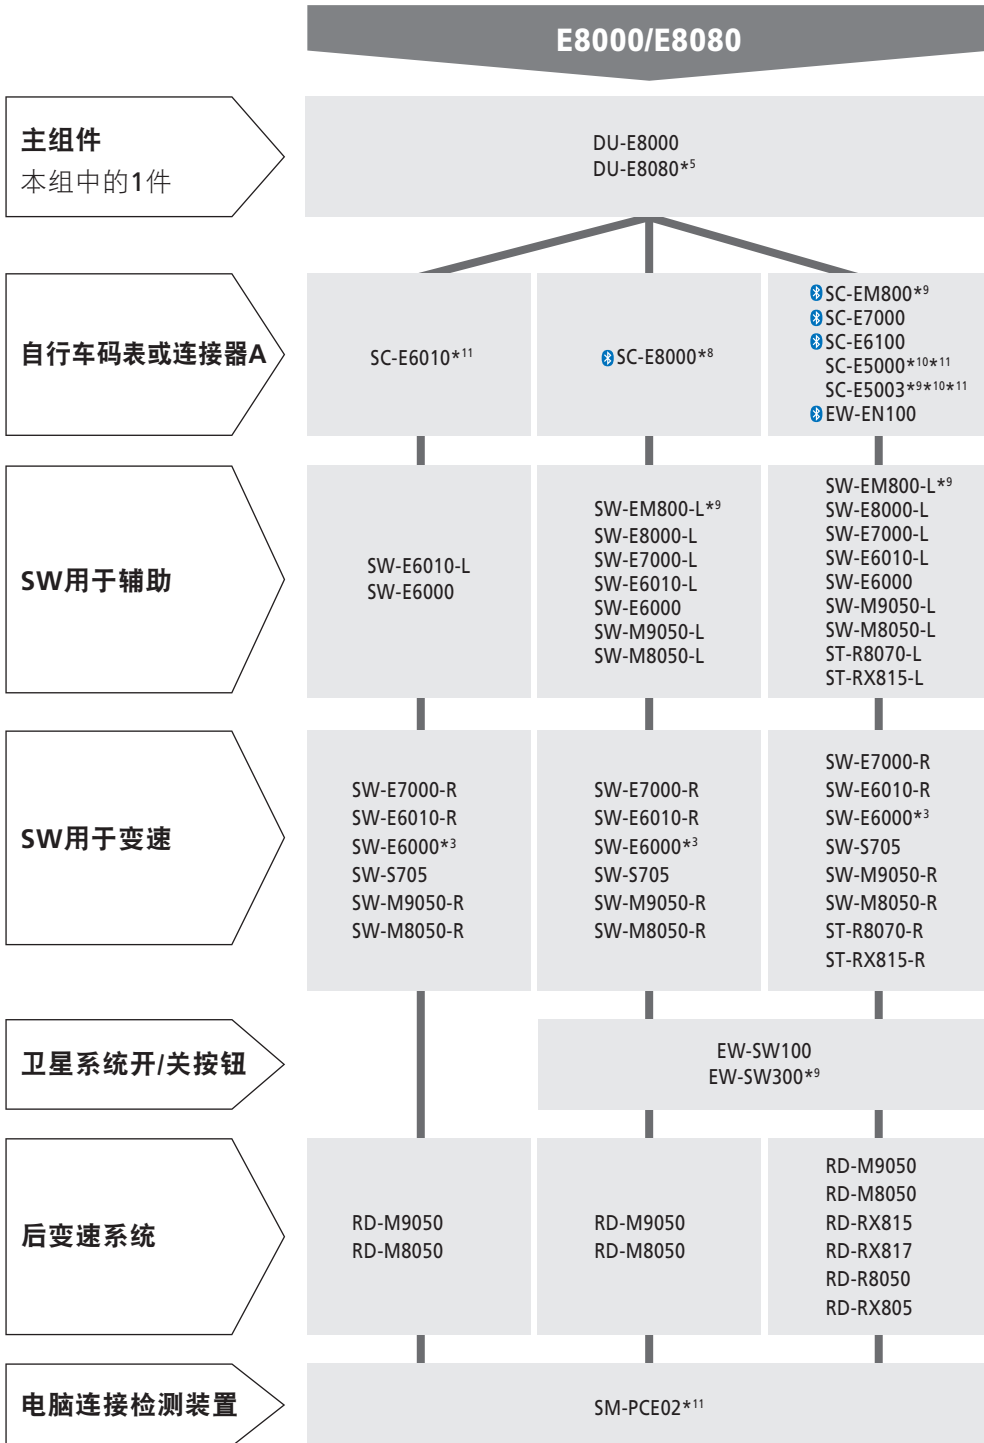 E8000/E8080
主组件
本组中的1件
DU-E8000
DU-E8080*5
自行车码表或连接器A
SC-E6010*11
SC-E8000*8
SC-EM800*9
SC-E7000
SC-E6100
SC-E5000*10*11
SC-E5003*9*10*11
EW-EN100
SW用于辅助
SW-E6010-L
SW-E6000
SW-EM800-L*9
SW-E8000-L
SW-E7000-L
SW-E6010-L
SW-E6000
SW-M9050-L
SW-M8050-L
SW-EM800-L*9
SW-E8000-L
SW-E7000-L
SW-E6010-L
SW-E6000
SW-M9050-L
SW-M8050-L
ST-R8070-L
ST-RX815-L
SW用于变速
SW-E7000-R
SW-E6010-R
SW-E6000*3
SW-S705
SW-M9050-R
SW-M8050-R
SW-E7000-R
SW-E6010-R
SW-E6000*3
SW-S705
SW-M9050-R
SW-M8050-R
SW-E7000-R
SW-E6010-R
SW-E6000*3
SW-S705
SW-M9050-R
SW-M8050-R
ST-R8070-R
ST-RX815-R
卫星系统开/关按钮
EW-SW100
EW-SW300*9
后变速系统
RD-M9050
RD-M8050
RD-M9050
RD-M8050
RD-M9050
RD-M8050
RD-RX815
RD-RX817
RD-R8050
RD-RX805
电脑连接检测装置
SM-PCE02*11